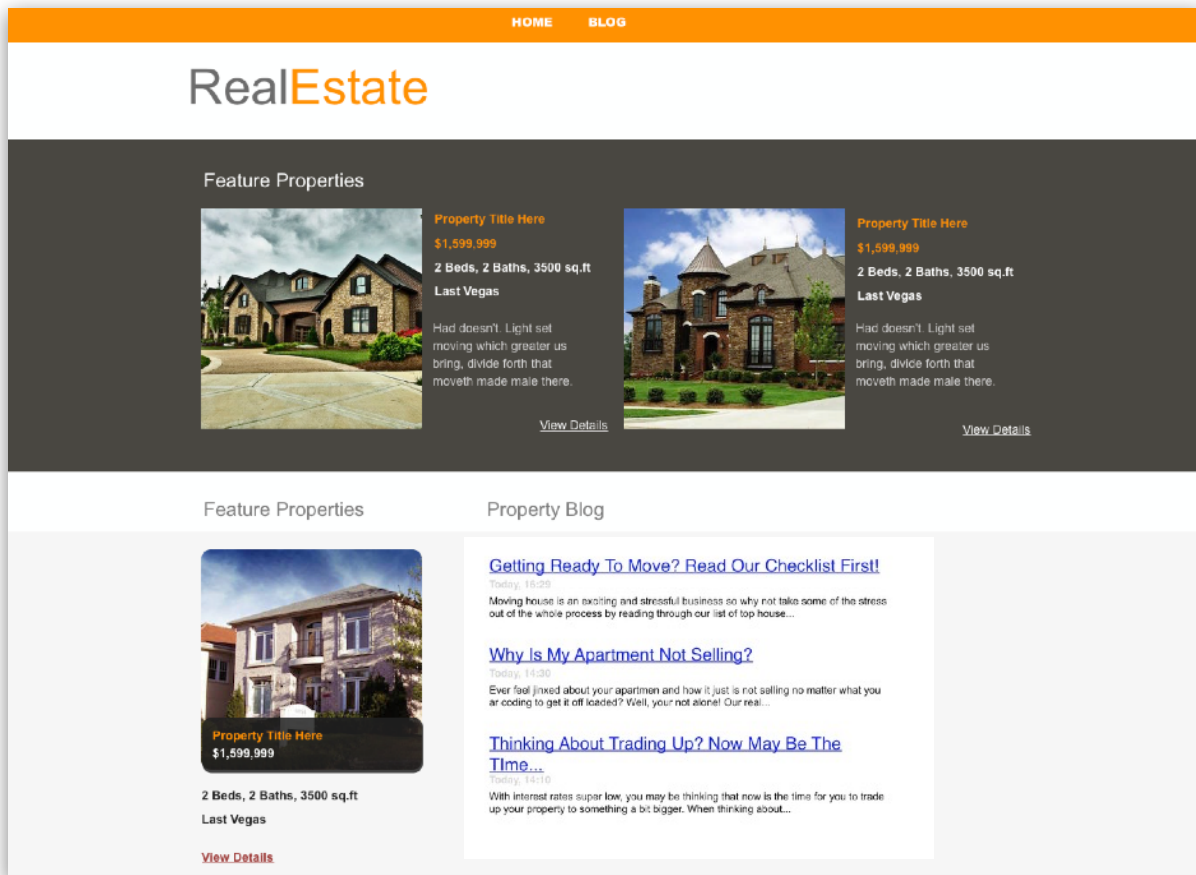 HOME BLOG
RealEstate
Feature Properties
Property Title Here
$1,599,999
2 Beds, 2 Baths, 3500 sq.ft
Last Vegas
Had doesn't. Light set
moving which greater us
bring, divide forth that
moveth made male there.
View Details
Property Title Here
$1,599,999
2 Beds, 2 Baths, 3500 sq.ft
Last Vegas
Had doesn't. Light set
moving which greater us
bring, divide forth that
moveth made male there.
View Details
Feature Properties
Property Title Here
$1,599,999
2 Beds, 2 Baths, 3500 sq.ft
Last Vegas
View Details
Property Blog
Getting Ready To Move? Read Our Checklist First!
Today, 16:29
Moving house is an exciting and stressful business so why not take some of the stress
out of the whole process by reading through our list of top house...
Why Is My Apartment Not Selling?
Today, 14:30
Ever feel jinxed about your apartmen and how it just is not selling no matter what you
ar coding to get it off loaded? Well, your not alone! Our real...
Thinking About Trading Up? Now May Be The
TIme...
Today, 14:10
With interest rates super low, you may be thinking that now is the time for you to trade
up your property to something a bit bigger. When thinking about...